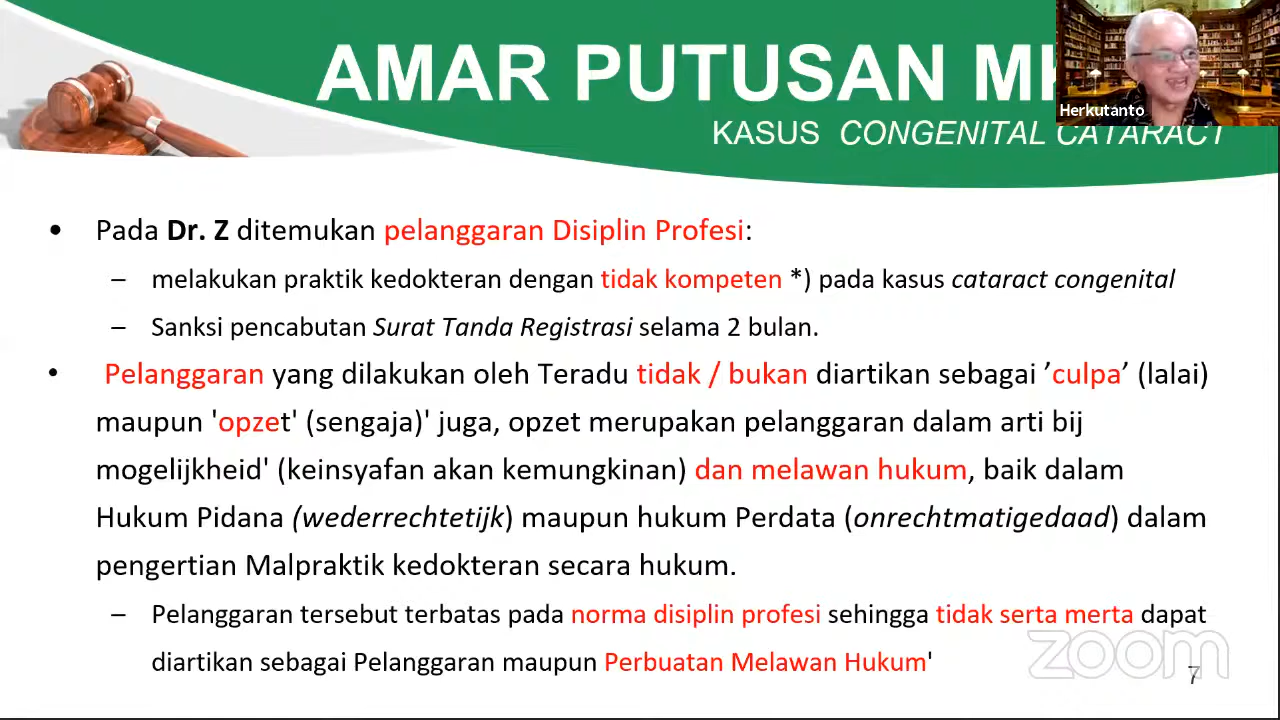 AMAR PUTUSAN
Herkutanto
KASUS CONGENITAL CATARACT
• Pada Dr. Z ditemukan pelanggaran Disiplin Profesi:
– melakukan praktik kedokteran dengan tidak kompeten *) pada kasus cataract congenital
– Sanksi pencabutan Surat Tanda Registrasi selama 2 bulan.
• Pelanggaran yang dilakukan oleh Teradu tidak / bukan diartikan sebagai ’culpa’ (lalai)
maupun 'opzet' (sengaja)' juga, opzet merupakan pelanggaran dalam arti bij
mogelijkheid' (keinsyafan akan kemungkinan) dan melawan hukum, baik dalam
Hukum Pidana (wederrechtetijk) maupun hukum Perdata (onrechtmatigedaad) dalam
pengertian Malpraktik kedokteran secara hukum.
– Pelanggaran tersebut terbatas pada norma disiplin profesi sehingga tidak serta merta dapat
diartikan sebagai Pelanggaran maupun Perbuatan Melawan Hukum'
zoom
7